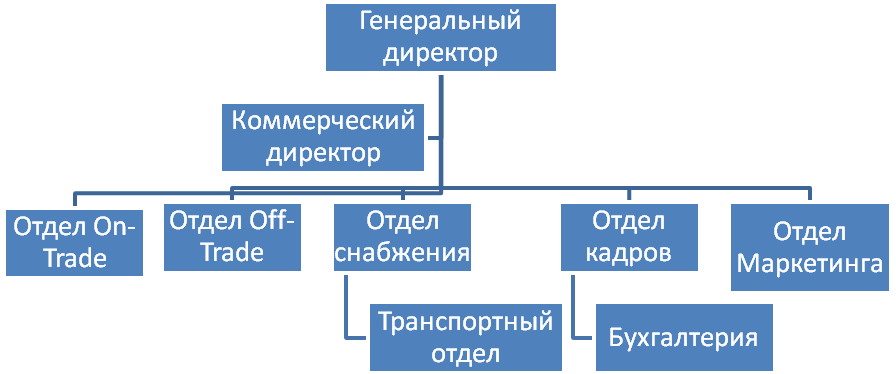 Генеральный
директор
Коммерческий
директор
Отдел On-
Trade
Отдел Off-
Trade
Отдел
снабжения
Отдел
кадров
Отдел
Маркетинга
Транспортный
отдел
Бухгалтерия